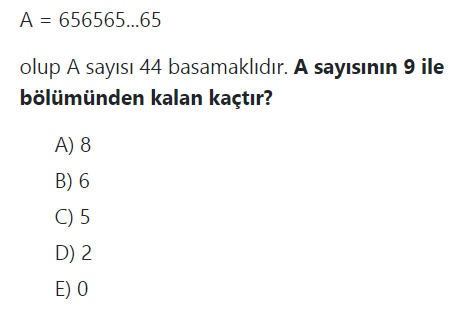 A = 656565...65
olup A sayısı 44 basamaklıdır. A sayısının 9 ile
bölümünden kalan kaçtır?
A) 8
B) 6
C) 5
D) 2
E) 0